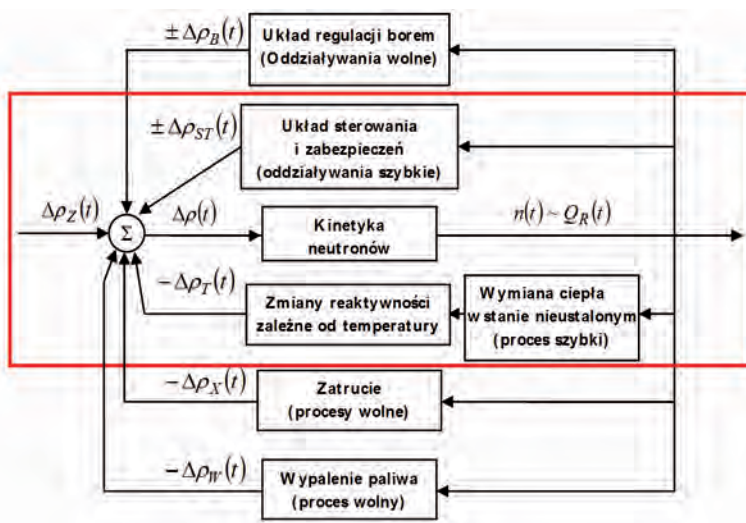 ± Δρ_B(t)
Układ regulacji borem
(Oddziaływania wolne)
± Δρ_ST(t)
Układ sterowania
i zabezpieczeń
(oddziaływania szybkie)
Δρ_Z(t)
Σ
Δρ(t)
Kinetyka
neutronów
n(t) ~ Q_R(t)
− Δρ_T(t)
Zmiany reaktywności
zależne od temperatury
Wymiana ciepła
w stanie nieustalonym
(proces szybki)
− Δρ_X(t)
Zatrucie
(procesy wolne)
− Δρ_W(t)
Wypalenie paliwa
(proces wolny)